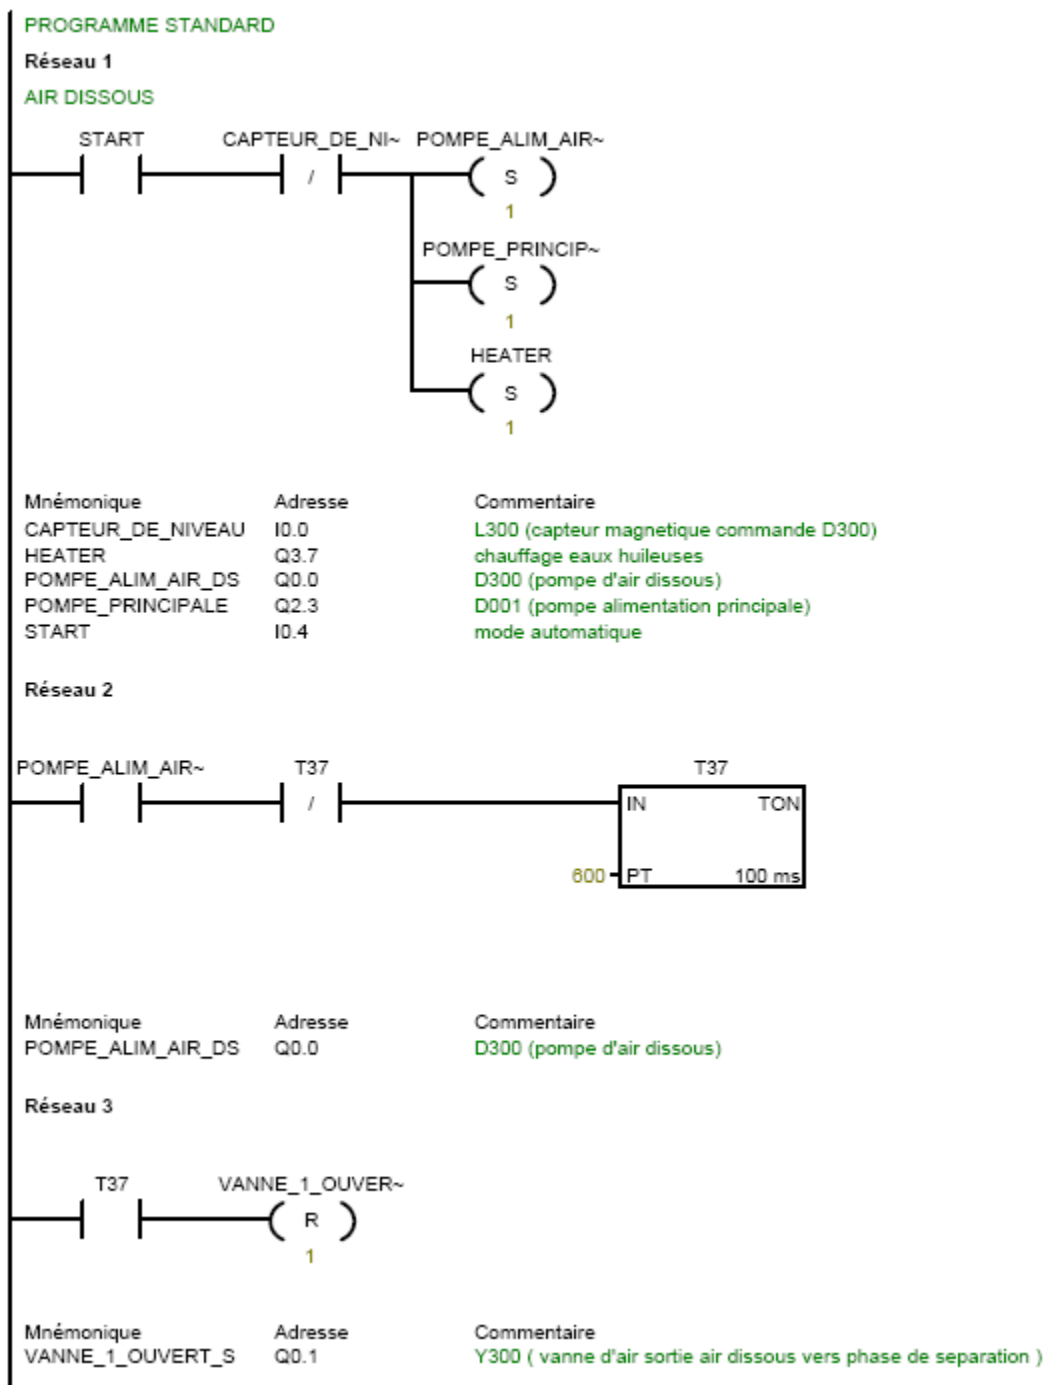 PROGRAMME STANDARD
Réseau 1
AIR DISSOUS
START CAPTEUR_DE_NI~ POMPE_ALIM_AIR~
/ S
1
POMPE_PRINCIP~
S
1
HEATER
S
1
Mnémonique Adresse Commentaire
CAPTEUR_DE_NIVEAU I0.0 L300 (capteur magnetique commande D300)
HEATER Q3.7 chauffage eaux huileuses
POMPE_ALIM_AIR_DS Q0.0 D300 (pompe d'air dissous)
POMPE_PRINCIPALE Q2.3 D001 (pompe alimentation principale)
START I0.4 mode automatique
Réseau 2
POMPE_ALIM_AIR~ T37 T37
/ IN TON
600 PT 100 ms
Mnémonique Adresse Commentaire
POMPE_ALIM_AIR_DS Q0.0 D300 (pompe d'air dissous)
Réseau 3
T37 VANNE_1_OUVER~
R
1
Mnémonique Adresse Commentaire
VANNE_1_OUVERT_S Q0.1 Y300 ( vanne d'air sortie air dissous vers phase de separation )